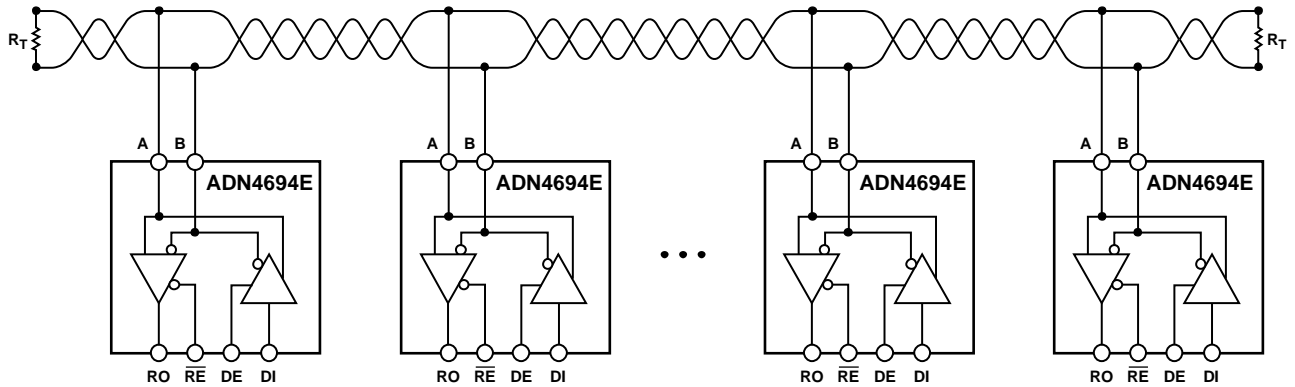 RT RT
A B A B A B A B
ADN4694E ADN4694E ADN4694E ADN4694E
RO RE DE DI RO RE DE DI RO RE DE DI RO RE DE DI